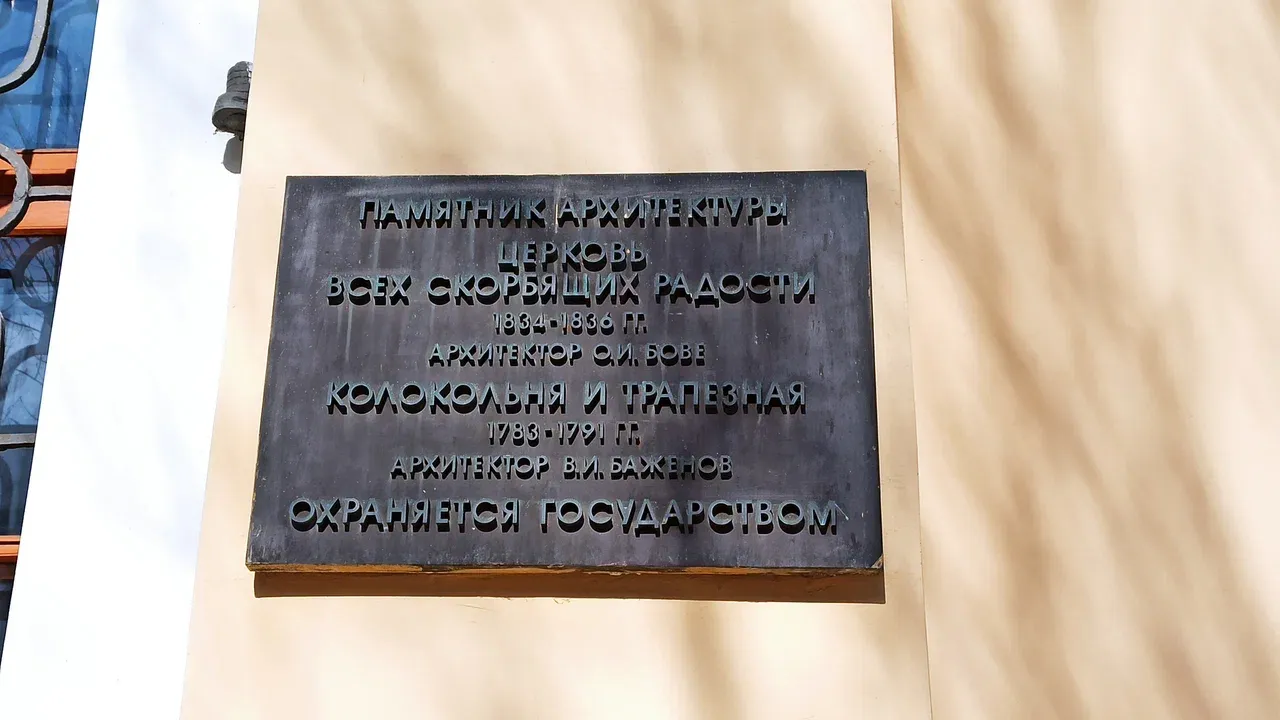 ПАМЯТНИК АРХИТЕКТУРЫ
ЦЕРКОВЬ
ВСЕХ СКОРБЯЩИХ РАДОСТИ
1834-1836 ГГ.
АРХИТЕКТОР О.И. БОВЕ
КОЛОКОЛЬНЯ И ТРАПЕЗНАЯ
1783-1791 ГГ.
АРХИТЕКТОР В.И. БАЖЕНОВ
ОХРАНЯЕТСЯ ГОСУДАРСТВОМ